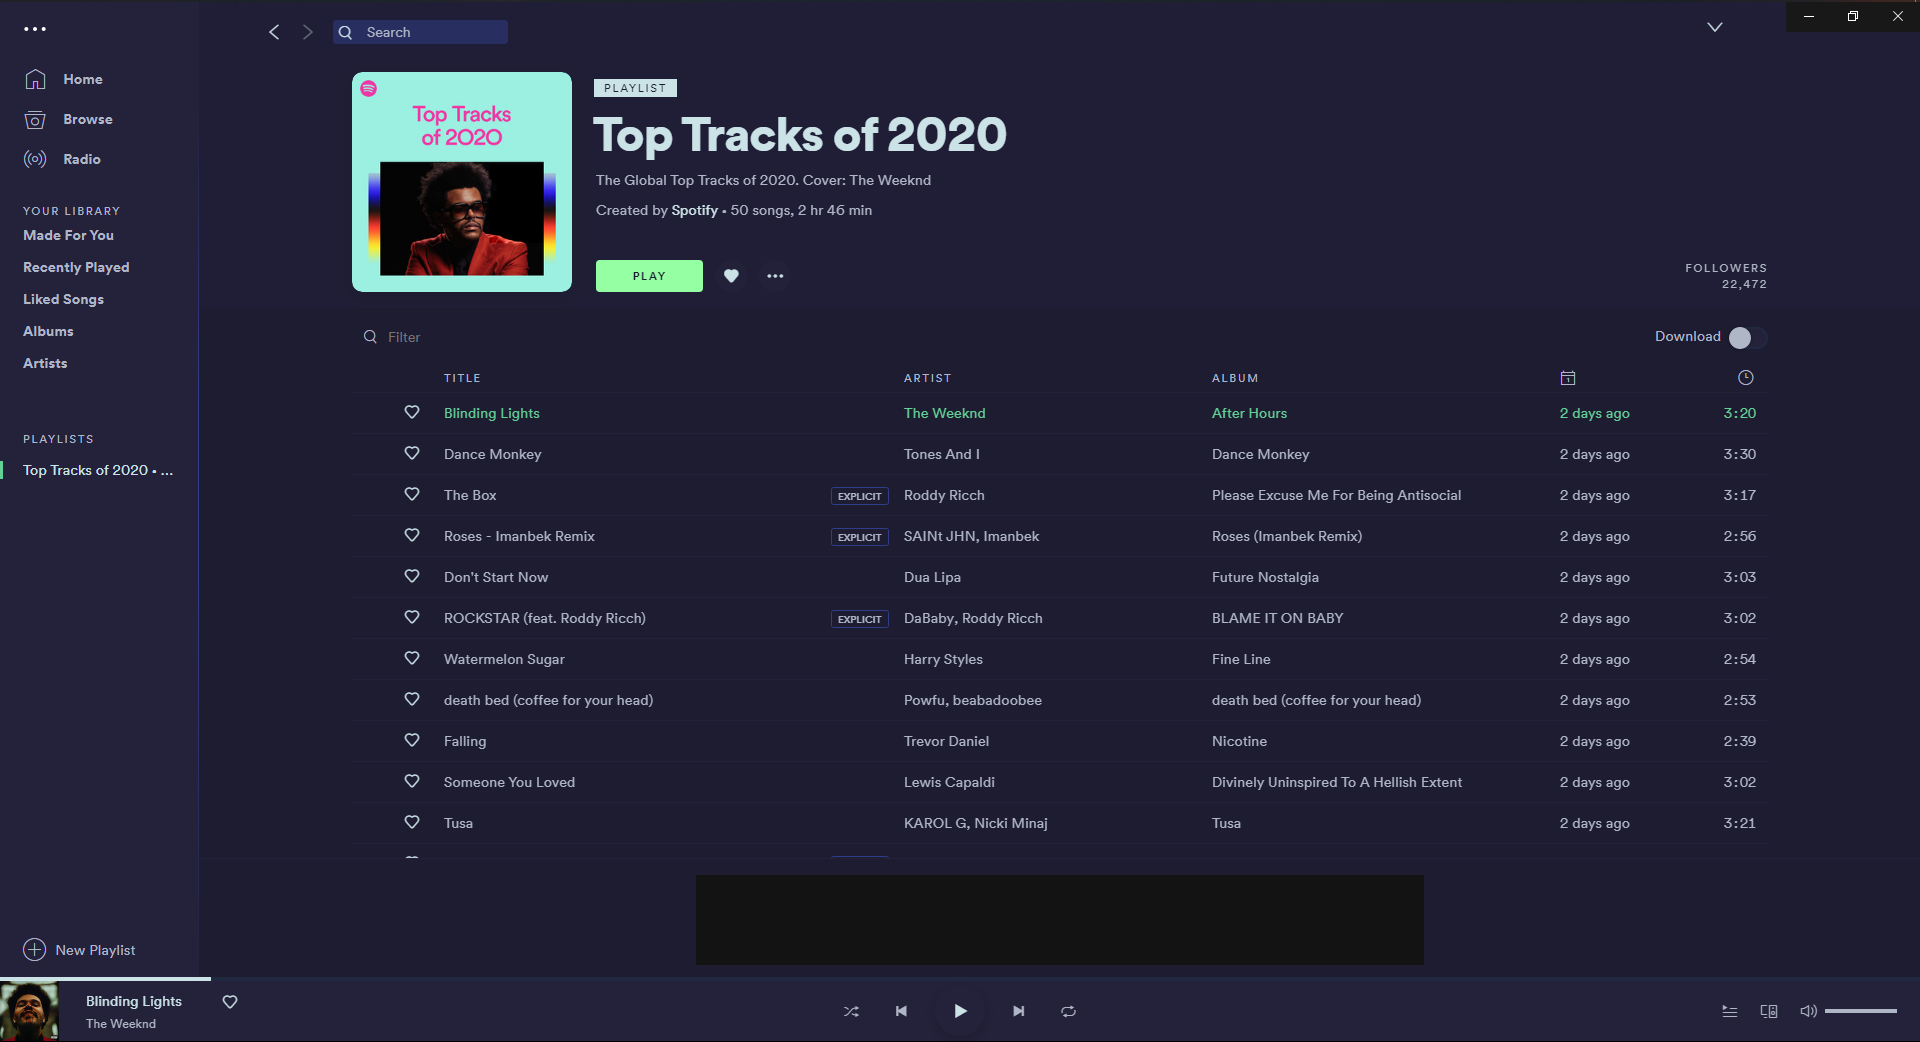 Search
Home
Browse
Radio
YOUR LIBRARY
Made For You
Recently Played
Liked Songs
Albums
Artists
PLAYLISTS
Top Tracks of 2020 • ...
New Playlist
Top Tracks
of 2020
PLAYLIST
Top Tracks of 2020
The Global Top Tracks of 2020. Cover: The Weeknd
Created by Spotify • 50 songs, 2 hr 46 min
PLAY
FOLLOWERS
22,472
Filter
Download
TITLE ARTIST ALBUM
Blinding Lights The Weeknd After Hours 2 days ago 3:20
Dance Monkey Tones And I Dance Monkey 2 days ago 3:30
The Box EXPLICIT Roddy Ricch Please Excuse Me For Being Antisocial 2 days ago 3:17
Roses - Imanbek Remix EXPLICIT SAINt JHN, Imanbek Roses (Imanbek Remix) 2 days ago 2:56
Don't Start Now Dua Lipa Future Nostalgia 2 days ago 3:03
ROCKSTAR (feat. Roddy Ricch) EXPLICIT DaBaby, Roddy Ricch BLAME IT ON BABY 2 days ago 3:02
Watermelon Sugar Harry Styles Fine Line 2 days ago 2:54
death bed (coffee for your head) Powfu, beabadoobee death bed (coffee for your head) 2 days ago 2:53
Falling Trevor Daniel Nicotine 2 days ago 2:39
Someone You Loved Lewis Capaldi Divinely Uninspired To A Hellish Extent 2 days ago 3:02
Tusa KAROL G, Nicki Minaj Tusa 2 days ago 3:21
Blinding Lights
The Weeknd